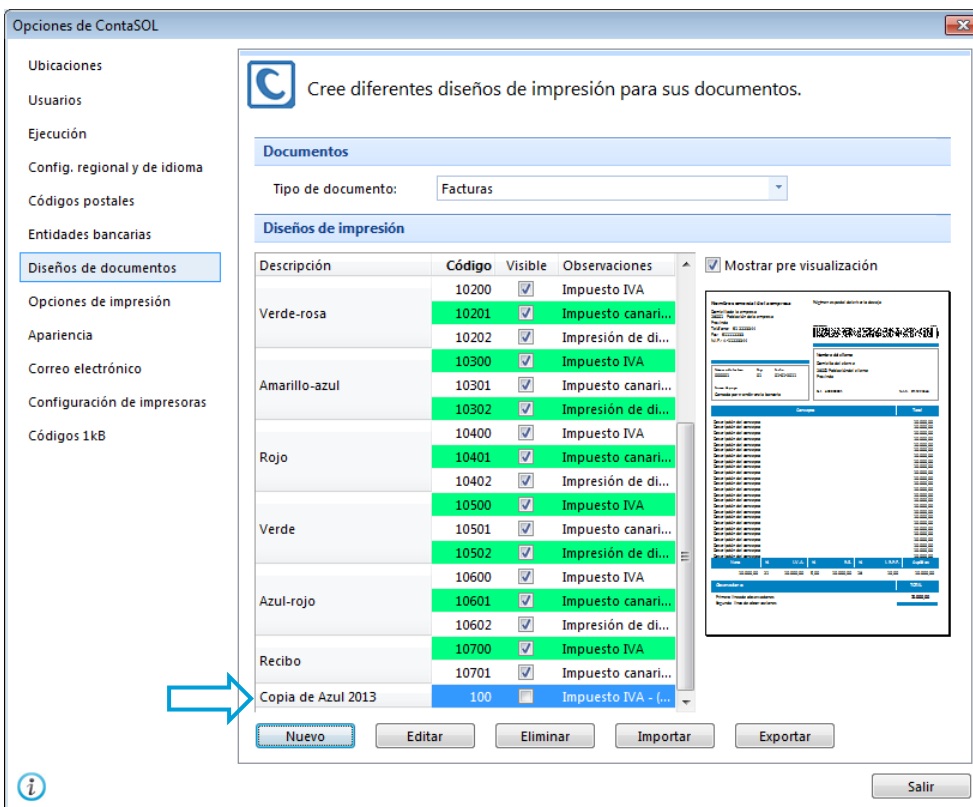 Opciones de ContaSOL
Ubicaciones
Usuarios
Ejecución
Config. regional y de idioma
Códigos postales
Entidades bancarias
Diseños de documentos
Opciones de impresión
Apariencia
Correo electrónico
Configuración de impresoras
Códigos 1kB
Cree diferentes diseños de impresión para sus documentos.
Documentos
Tipo de documento: Facturas
Diseños de impresión
Descripción Código Visible Observaciones
Mostrar pre visualización
10200 Impuesto IVA
Verde-rosa 10201 Impuesto canari...
10202 Impresión de di...
10300 Impuesto IVA
Amarillo-azul 10301 Impuesto canari...
10302 Impresión de di...
10400 Impuesto IVA
Rojo 10401 Impuesto canari...
10402 Impresión de di...
10500 Impuesto IVA
Verde 10501 Impuesto canari...
10502 Impresión de di...
10600 Impuesto IVA
Azul-rojo 10601 Impuesto canari...
10602 Impresión de di...
Recibo
10700 Impuesto IVA
10701 Impuesto canari...
Copia de Azul 2013 100 Impuesto IVA - (...
Nuevo Editar Eliminar Importar Exportar
Salir